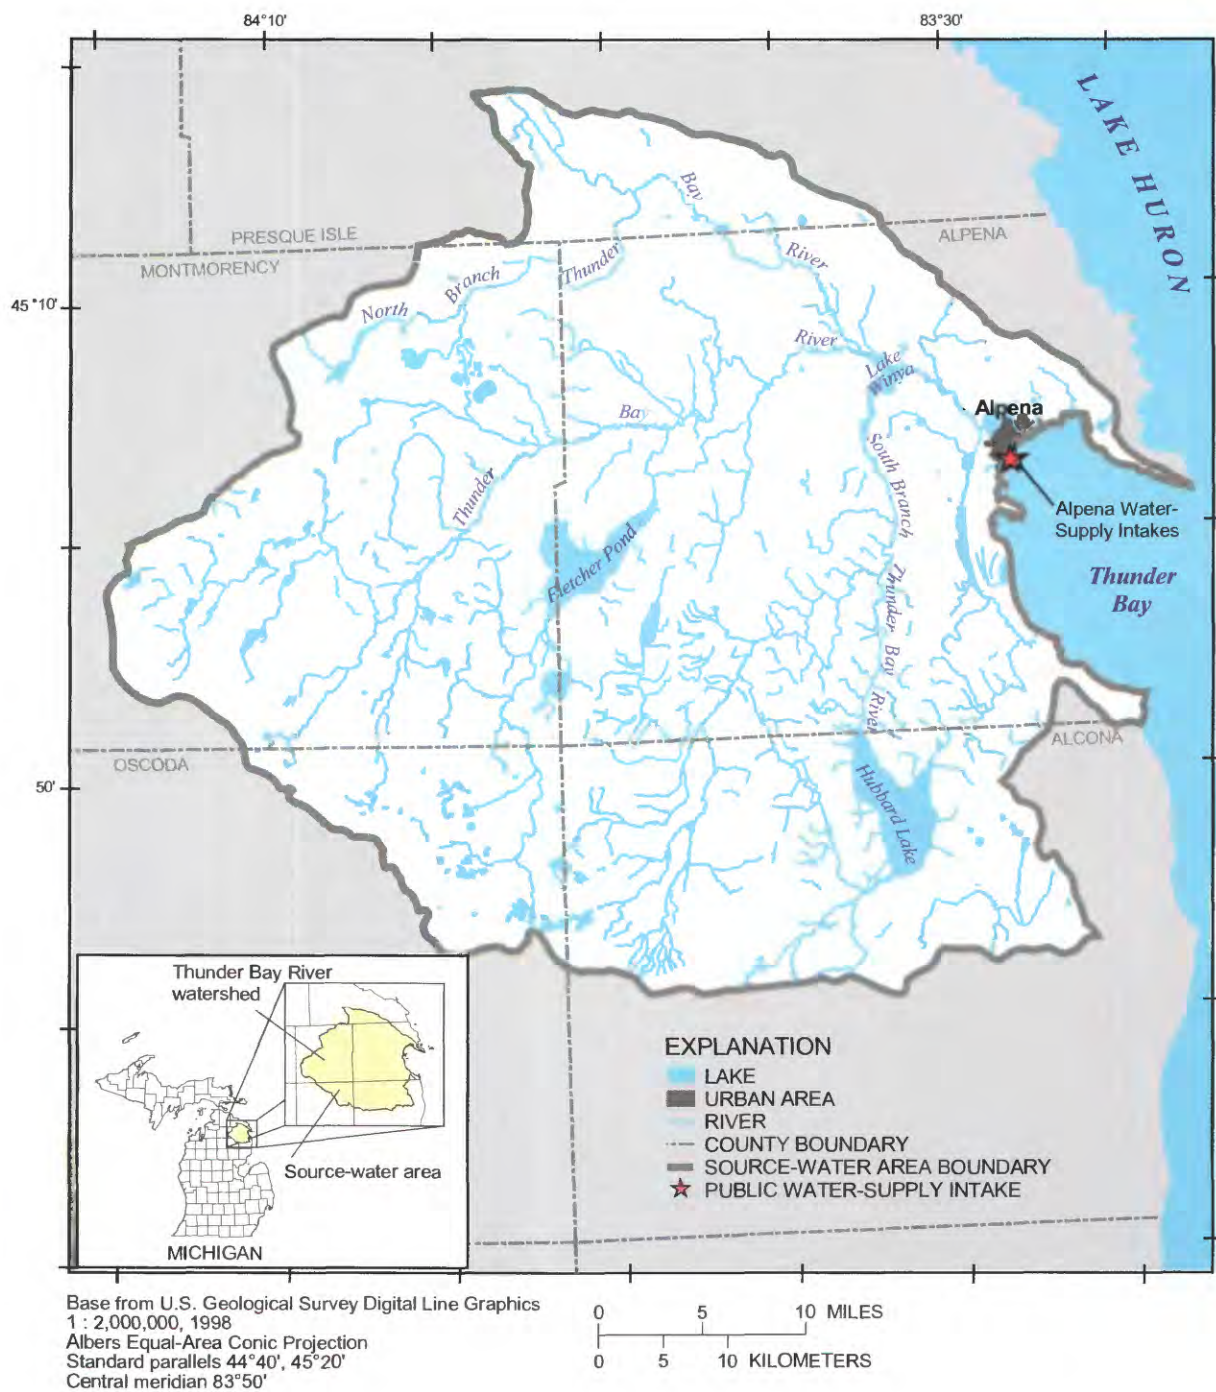 84°10'
83°30'
LAKE HURON
Bay
PRESQUE ISLE
ALPENA
MONTMORENCY
Thunder
River
Branch
45°10'
North
River
Lake
Winya
Alpena
Bay
South Branch
Thunder
Alpena Water-
Supply Intakes
Fletcher Pond
Thunder
Bay
Thunder Bay
River
ALCONA
OSCODA
50'
Hubbard Lake
Thunder Bay River
watershed
Source-water area
MICHIGAN
EXPLANATION
LAKE
URBAN AREA
RIVER
COUNTY BOUNDARY
SOURCE-WATER AREA BOUNDARY
PUBLIC WATER-SUPPLY INTAKE
Base from U.S. Geological Survey Digital Line Graphics
1 : 2,000,000, 1998
Albers Equal-Area Conic Projection
Standard parallels 44°40', 45°20'
Central meridian 83°50'
0 5 10 MILES
0 5 10 KILOMETERS